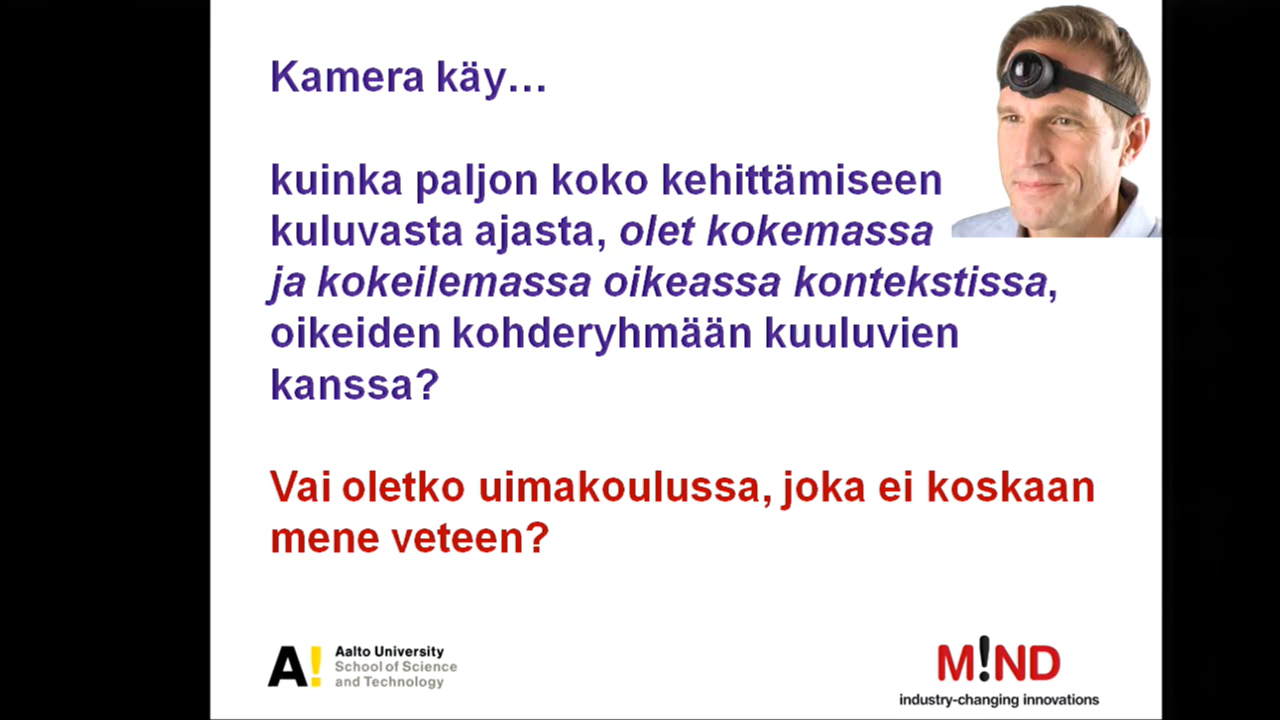 Kamera käy...
kuinka paljon koko kehittämiseen
kuluvasta ajasta, olet kokemassa
ja kokeilemassa oikeassa kontekstissa,
oikeiden kohderyhmään kuuluvien
kanssa?
Vai oletko uimakoulussa, joka ei koskaan
mene veteen?
A! Aalto University
School of Science
and Technology
M!ND
industry-changing innovations